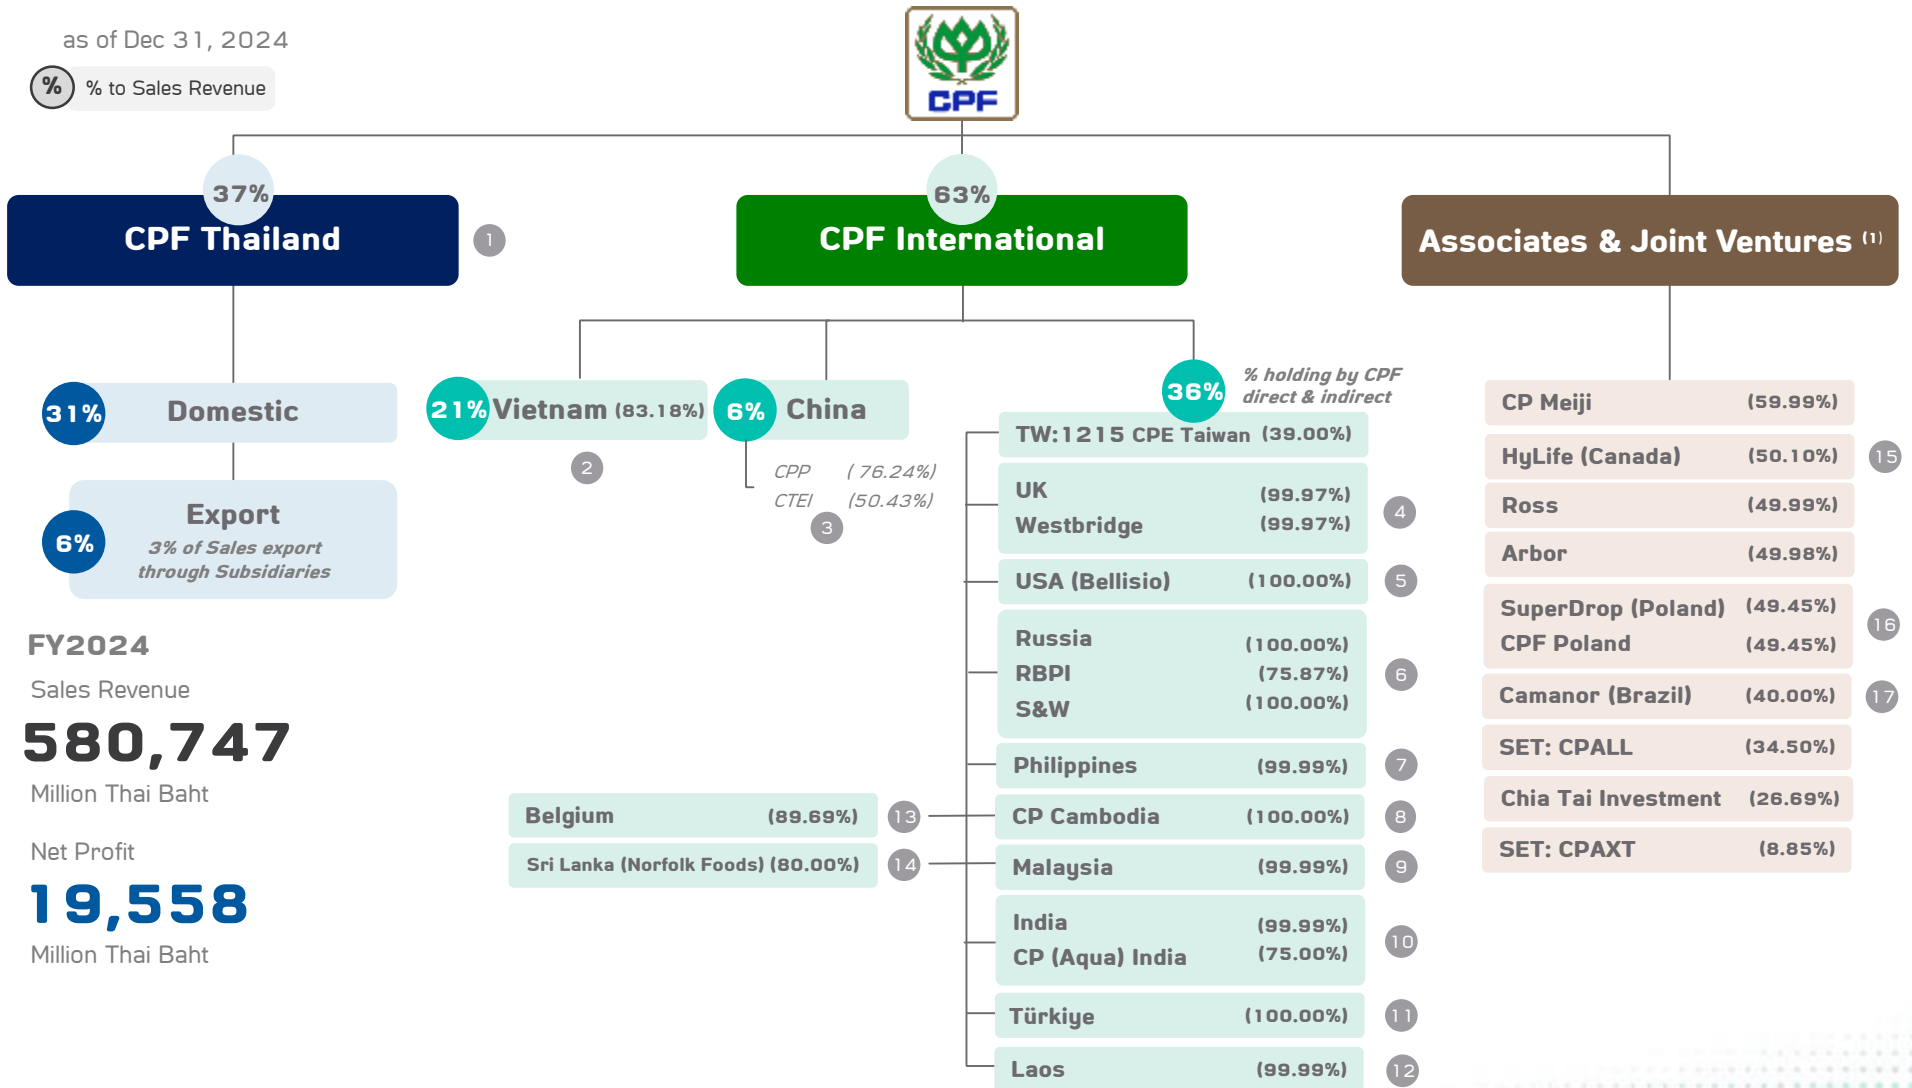 as of Dec 31, 2024
% % to Sales Revenue
CPF
37%
CPF Thailand
1
63%
CPF International
Associates & Joint Ventures (1)
31% Domestic
6% Export
3% of Sales export
through Subsidiaries
FY2024
Sales Revenue
580,747
Million Thai Baht
Net Profit
19,558
Million Thai Baht
21% Vietnam (83.18%)
2
6% China
CPP ( 76.24%)
CTEI (50.43%)
3
36%
% holding by CPF
direct & indirect
TW:1215 CPE Taiwan (39.00%)
UK (99.97%)
Westbridge (99.97%)
4
USA (Bellisio) (100.00%) 5
Russia (100.00%)
RBPI (75.87%)
S&W (100.00%)
6
Philippines (99.99%) 7
CP Cambodia (100.00%) 8
Malaysia (99.99%) 9
India (99.99%)
CP (Aqua) India (75.00%)
10
Türkiye (100.00%) 11
Laos (99.99%) 12
Belgium (89.69%) 13
Sri Lanka (Norfolk Foods) (80.00%) 14
CP Meiji (59.99%)
HyLife (Canada) (50.10%) 15
Ross (49.99%)
Arbor (49.98%)
SuperDrop (Poland) (49.45%)
CPF Poland (49.45%)
16
Camanor (Brazil) (40.00%) 17
SET: CPALL (34.50%)
Chia Tai Investment (26.69%)
SET: CPAXT (8.85%)